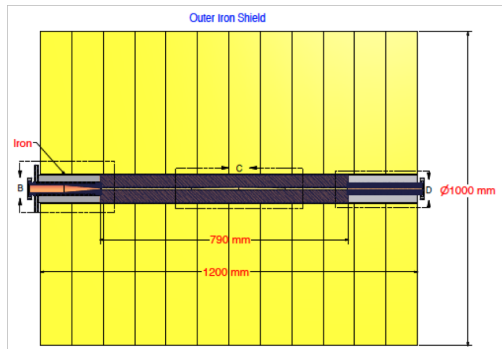 Outer Iron Shield
Iron
B
C
D
Ø1000 mm
790 mm
1200 mm